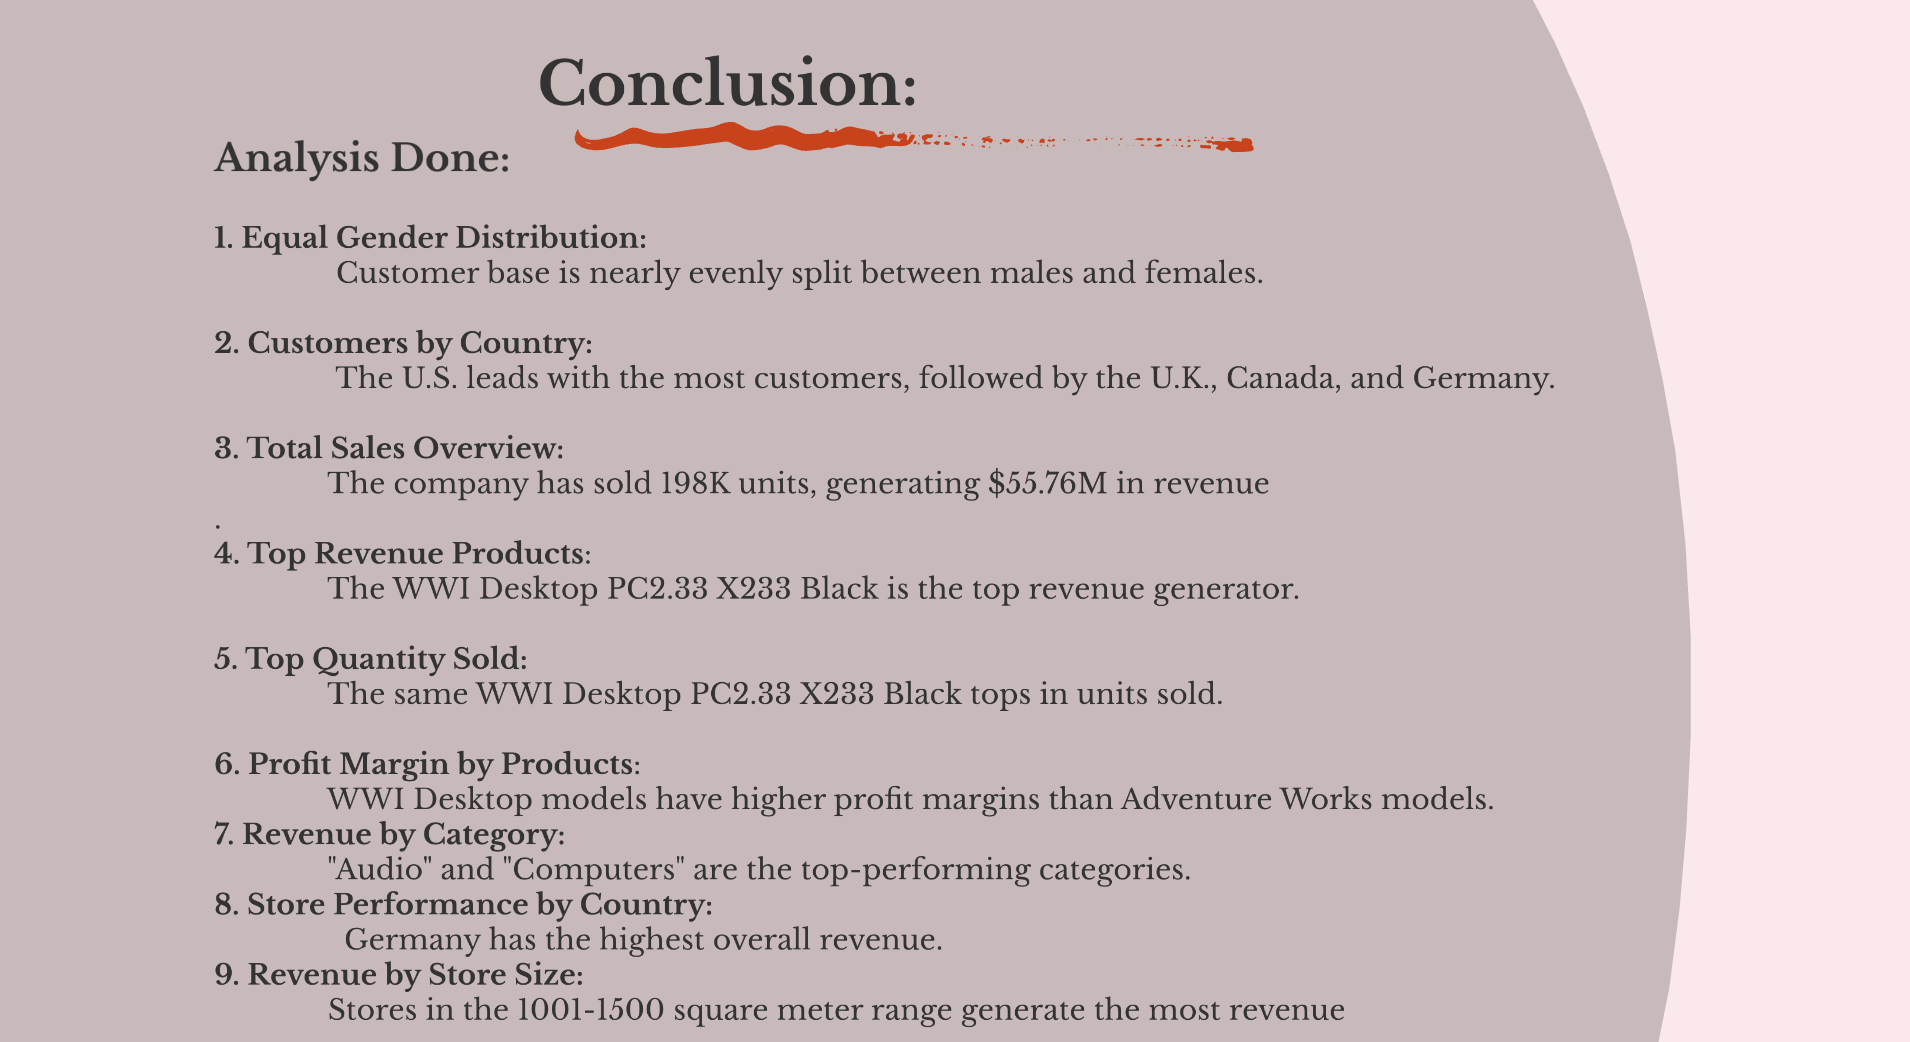 Conclusion:
Analysis Done:
1. Equal Gender Distribution:
Customer base is nearly evenly split between males and females.
2. Customers by Country:
The U.S. leads with the most customers, followed by the U.K., Canada, and Germany.
3. Total Sales Overview:
The company has sold 198K units, generating $55.76M in revenue
.
4. Top Revenue Products:
The WWI Desktop PC2.33 X233 Black is the top revenue generator.
5. Top Quantity Sold:
The same WWI Desktop PC2.33 X233 Black tops in units sold.
6. Profit Margin by Products:
WWI Desktop models have higher profit margins than Adventure Works models.
7. Revenue by Category:
"Audio" and "Computers" are the top-performing categories.
8. Store Performance by Country:
Germany has the highest overall revenue.
9. Revenue by Store Size:
Stores in the 1001-1500 square meter range generate the most revenue